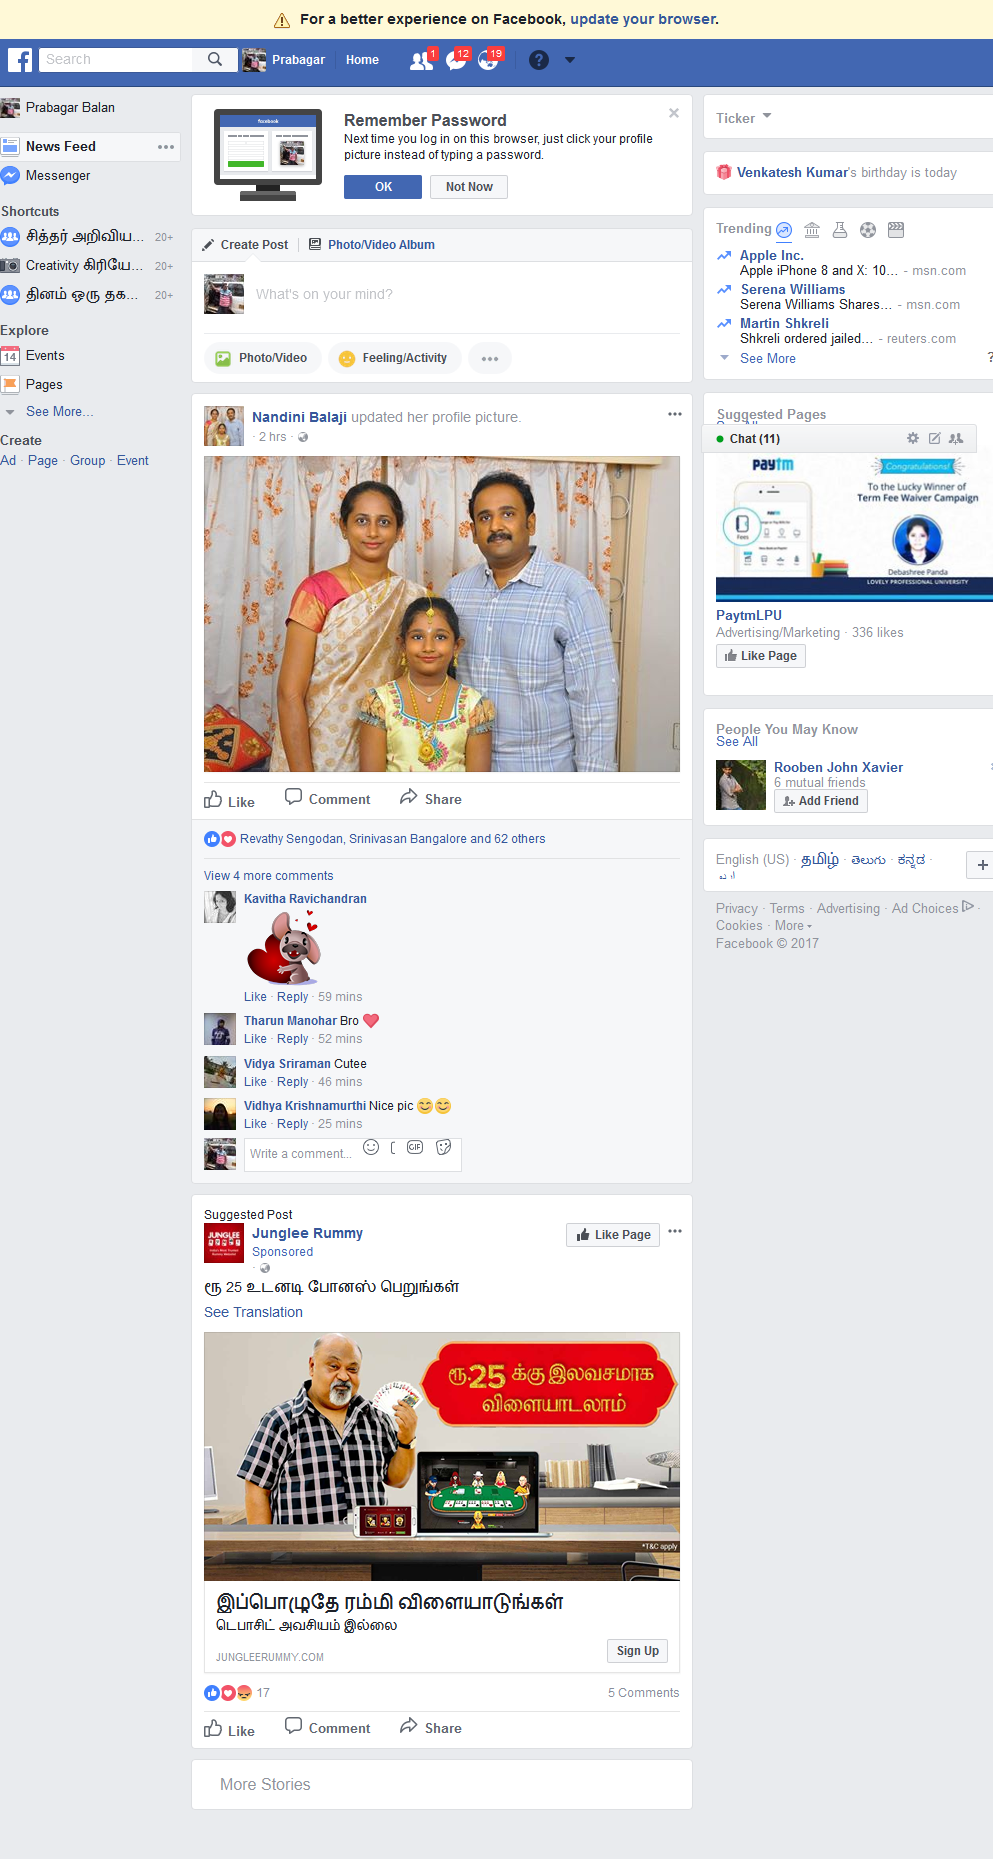 For a better experience on Facebook, update your browser.
Search
Prabagar
Home
1
12
19
Prabagar Balan
News Feed
Messenger
Shortcuts
சித்தர் அறிவிய... 20+
Creativity கிரியே... 20+
தினம் ஒரு தக... 20+
Explore
14 Events
Pages
See More...
Create
Ad · Page · Group · Event
facebook
Remember Password
Next time you log in on this browser, just click your profile
picture instead of typing a password.
OK
Not Now
Create Post
Photo/Video Album
What's on your mind?
Photo/Video
Feeling/Activity
Nandini Balaji updated her profile picture.
· 2 hrs ·
Like
Comment
Share
Revathy Sengodan, Srinivasan Bangalore and 62 others
View 4 more comments
Kavitha Ravichandran
Like · Reply · 59 mins
Tharun Manohar Bro ❤
Like · Reply · 52 mins
Vidya Sriraman Cutee
Like · Reply · 46 mins
Vidhya Krishnamurthi Nice pic 😊😊
Like · Reply · 25 mins
Write a comment...
GIF
Suggested Post
JUNGLEE
Junglee Rummy
Sponsored
Like Page
ரூ 25 உடனடி போனஸ் பெறுங்கள்
See Translation
ரூ.25 க்கு இலவசமாக
விளையாடலாம்
*T&C apply
இப்பொழுதே ரம்மி விளையாடுங்கள்
டெபாசிட் அவசியம் இல்லை
JUNGLEERUMMY.COM
Sign Up
17
5 Comments
Like
Comment
Share
More Stories
Ticker
Venkatesh Kumar's birthday is today
Trending
Apple Inc.
Apple iPhone 8 and X: 10... - msn.com
Serena Williams
Serena Williams Shares... - msn.com
Martin Shkreli
Shkreli ordered jailed... - reuters.com
See More
Suggested Pages
Chat (11)
paytm
Congratulations!
To the Lucky Winner of
Term Fee Waiver Campaign
Fees
Debashree Panda
LOVELY PROFESSIONAL UNIVERSITY
PaytmLPU
Advertising/Marketing · 336 likes
Like Page
People You May Know
See All
Rooben John Xavier
6 mutual friends
Add Friend
English (US) · தமிழ் · తెలుగు · ಕನ್ನಡ ·
Privacy · Terms · Advertising · Ad Choices ·
Cookies · More
Facebook © 2017